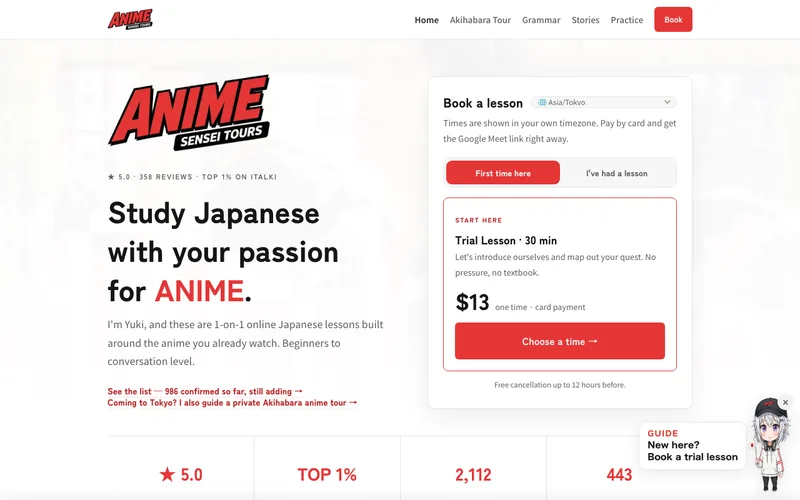 ANIME
SENSEI TOURS
Home
Akihabara Tour
Grammar
Stories
Practice
Book
ANIME
SENSEI TOURS
★ 5.0 · 358 REVIEWS · TOP 1% ON ITALKI
Study Japanese
with your passion
for ANIME.
I'm Yuki, and these are 1-on-1 online Japanese lessons built
around the anime you already watch. Beginners to
conversation level.
See the list — 986 confirmed so far, still adding →
Coming to Tokyo? I also guide a private Akihabara anime tour →
Book a lesson
Asia/Tokyo
Times are shown in your own timezone. Pay by card and get
the Google Meet link right away.
First time here
I've had a lesson
START HERE
Trial Lesson · 30 min
Let's introduce ourselves and map out your quest. No
pressure, no textbook.
$13 one time · card payment
Choose a time →
Free cancellation up to 12 hours before.
★ 5.0
TOP 1%
2,112
443
GUIDE
New here?
Book a trial lesson
×